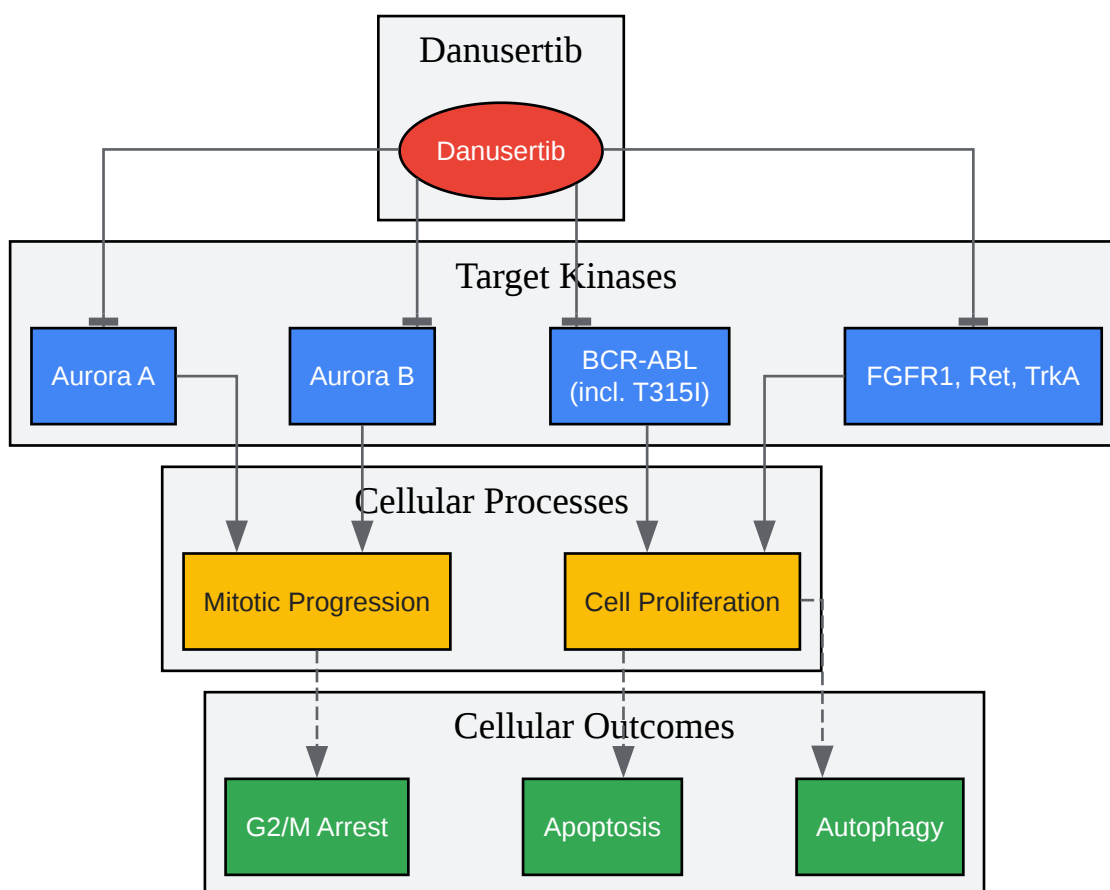 Danusertib
Danusertib
Target Kinases
Aurora A
Aurora B
BCR-ABL
(incl. T315I)
FGFR1, Ret, TrkA
Cellular Processes
Mitotic Progression
Cell Proliferation
Cellular Outcomes
G2/M Arrest
Apoptosis
Autophagy